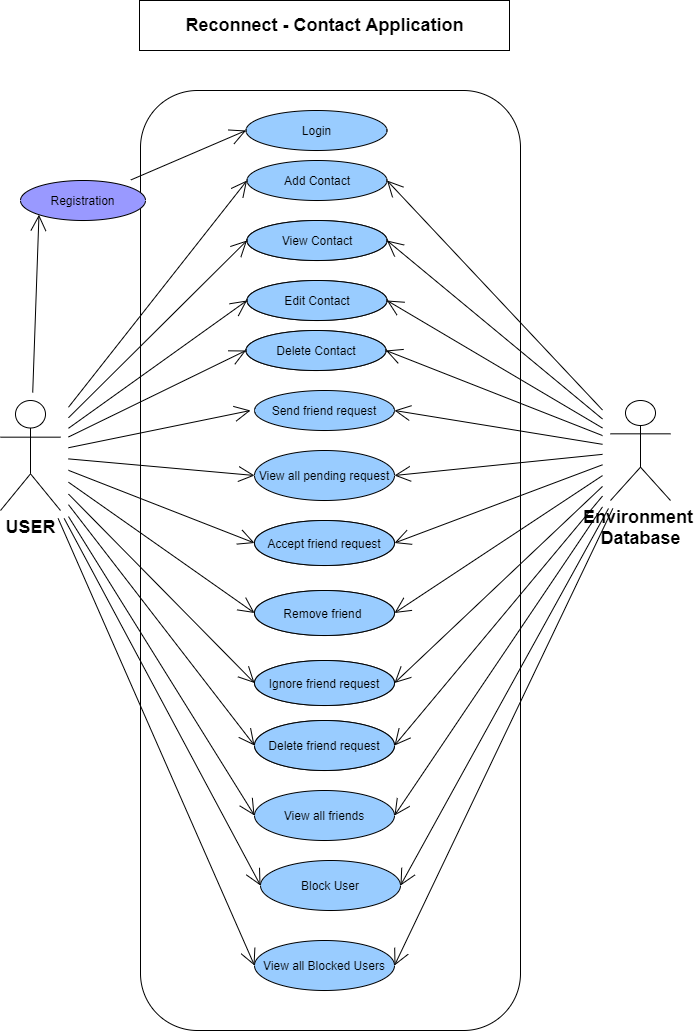 Reconnect - Contact Application
Login
Add Contact
Registration
View Contact
Edit Contact
Delete Contact
Send friend request
View all pending request
USER
Environment
Database
Accept friend request
Remove friend
Ignore friend request
Delete friend request
View all friends
Block User
View all Blocked Users